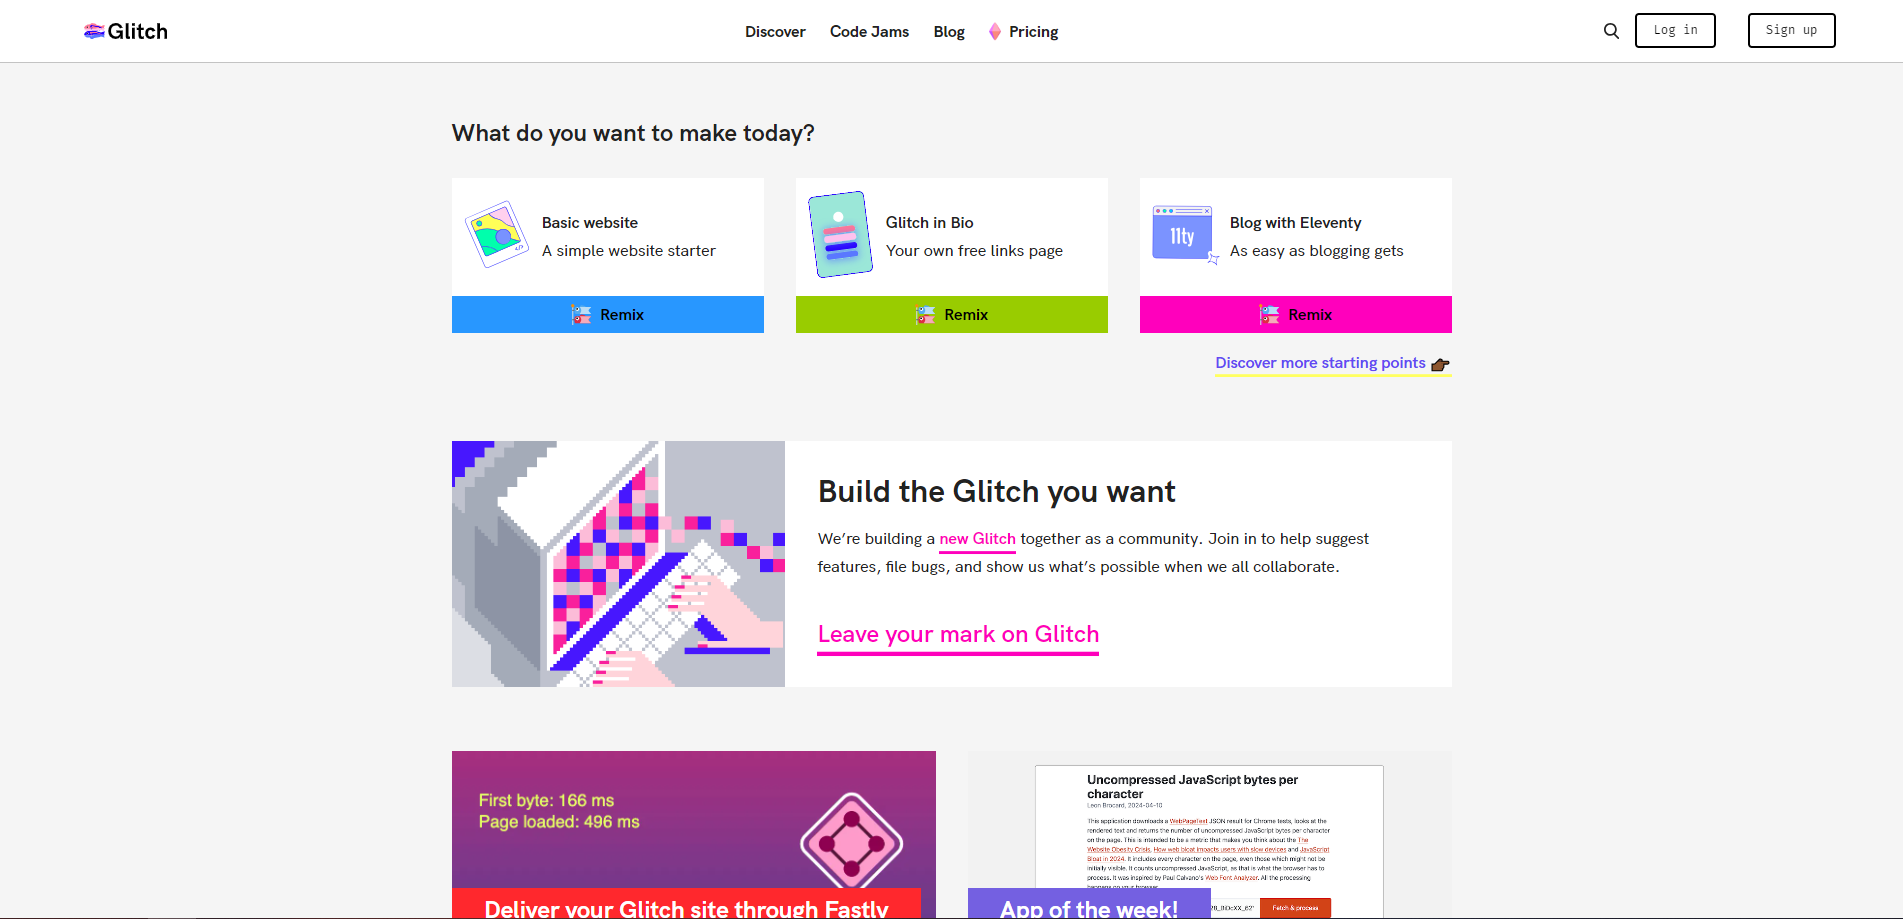 Glitch
Discover Code Jams Blog Pricing
Log in
Sign up
What do you want to make today?
Basic website
A simple website starter
Remix
Glitch in Bio
Your own free links page
Remix
11ty
Blog with Eleventy
As easy as blogging gets
Remix
Discover more starting points
Build the Glitch you want
We're building a new Glitch together as a community. Join in to help suggest
features, file bugs, and show us what's possible when we all collaborate.
Leave your mark on Glitch
First byte: 166 ms
Page loaded: 496 ms
Deliver your Glitch site through Fastly
Uncompressed JavaScript bytes per
character
Leon Brocard, 2024-04-10
This application downloads a WebPageTest JSON result for Chrome tests, looks at the
rendered text and returns the number of uncompressed JavaScript bytes per character
on the page. This is intended to be a metric that makes you think about the The
Website Obesity Crisis, How web bloat impacts users with slow devices and JavaScript
Bloat in 2024. It includes every character on the page, even those which might not be
initially visible. It counts uncompressed JavaScript, as that is what the browser has to
process. It was inspired by Paul Calvano's Web Font Analyzer. All the processing
happens on your browser.
Fetch & process
App of the week!